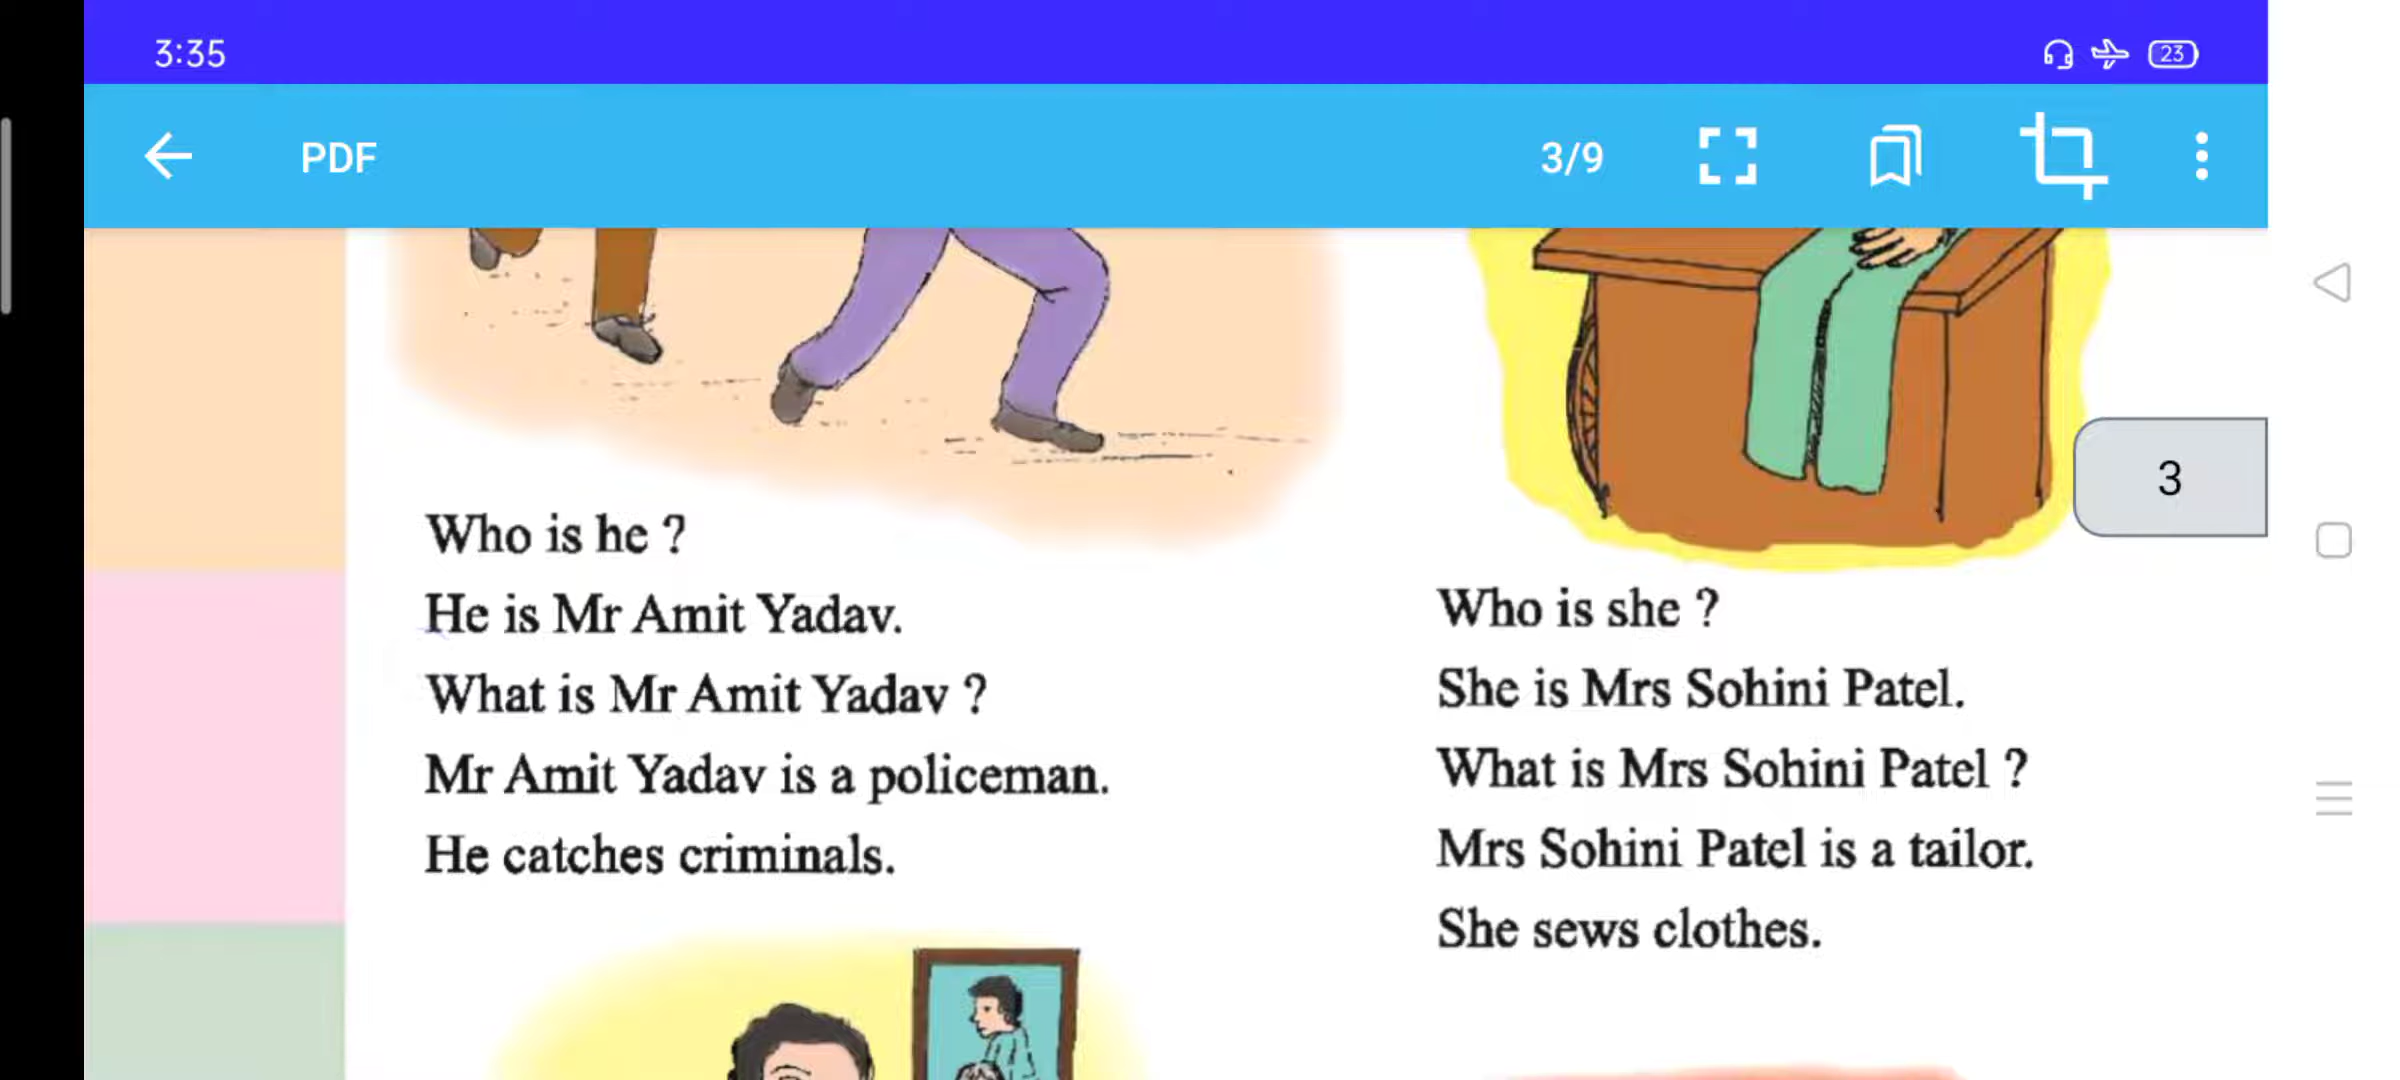 3:35
23
PDF
3/9
3
Who is he ?
He is Mr Amit Yadav.
What is Mr Amit Yadav ?
Mr Amit Yadav is a policeman.
He catches criminals.
Who is she ?
She is Mrs Sohini Patel.
What is Mrs Sohini Patel ?
Mrs Sohini Patel is a tailor.
She sews clothes.